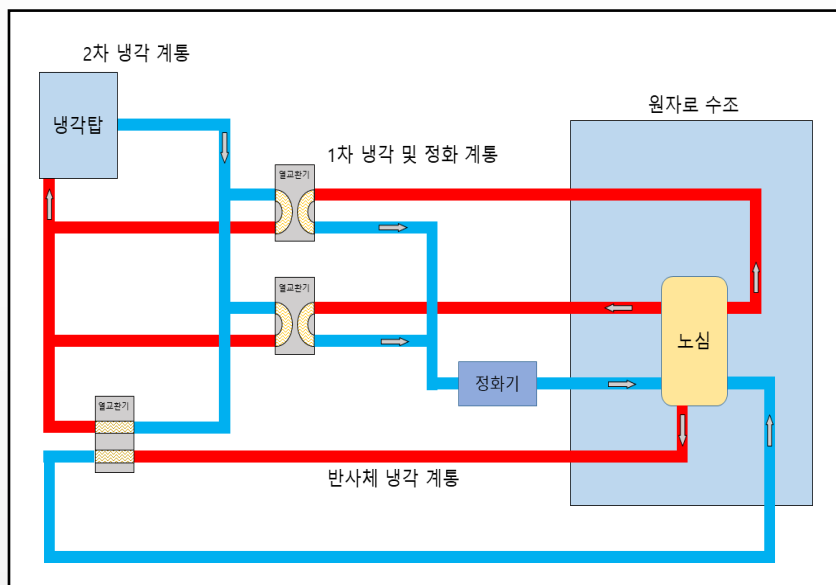 2차 냉각 계통
냉각탑
원자로 수조
1차 냉각 및 정화 계통
열교환기
열교환기
노심
정화기
열교환기
반사체 냉각 계통